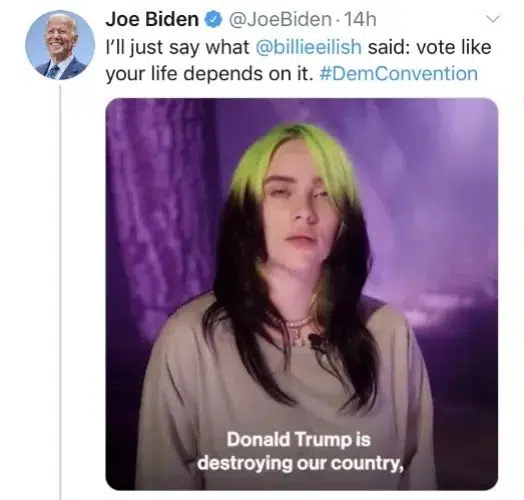 Joe Biden @JoeBiden · 14h
I'll just say what @billieeilish said: vote like
your life depends on it. #DemConvention
Donald Trump is
destroying our country,